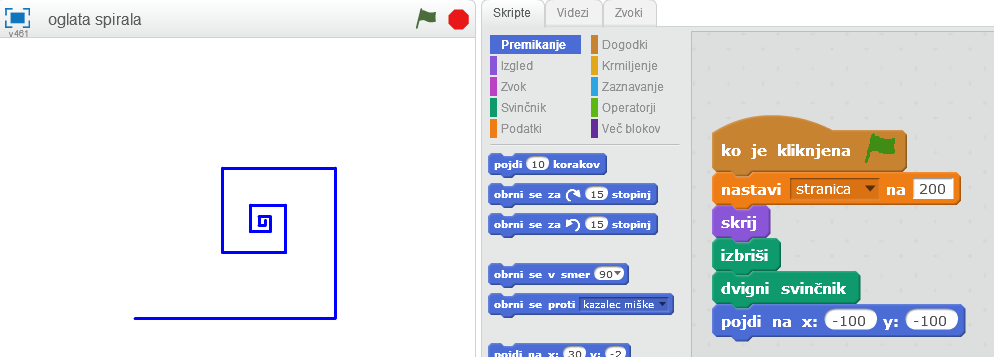 oglata spirala
v461
Skripte Videzi Zvoki
Premikanje Dogodki
Izgled Krmiljenje
Zvok Zaznavanje
Svinčnik Operatorji
Podatki Več blokov
pojdi 10 korakov
obrni se za 15 stopinj
obrni se za 15 stopinj
obrni se v smer 90
obrni se proti kazalec miške
pojdi na x: 30 y: -2
ko je kliknjena
nastavi stranica na 200
skrij
izbriši
dvigni svinčnik
pojdi na x: -100 y: -100